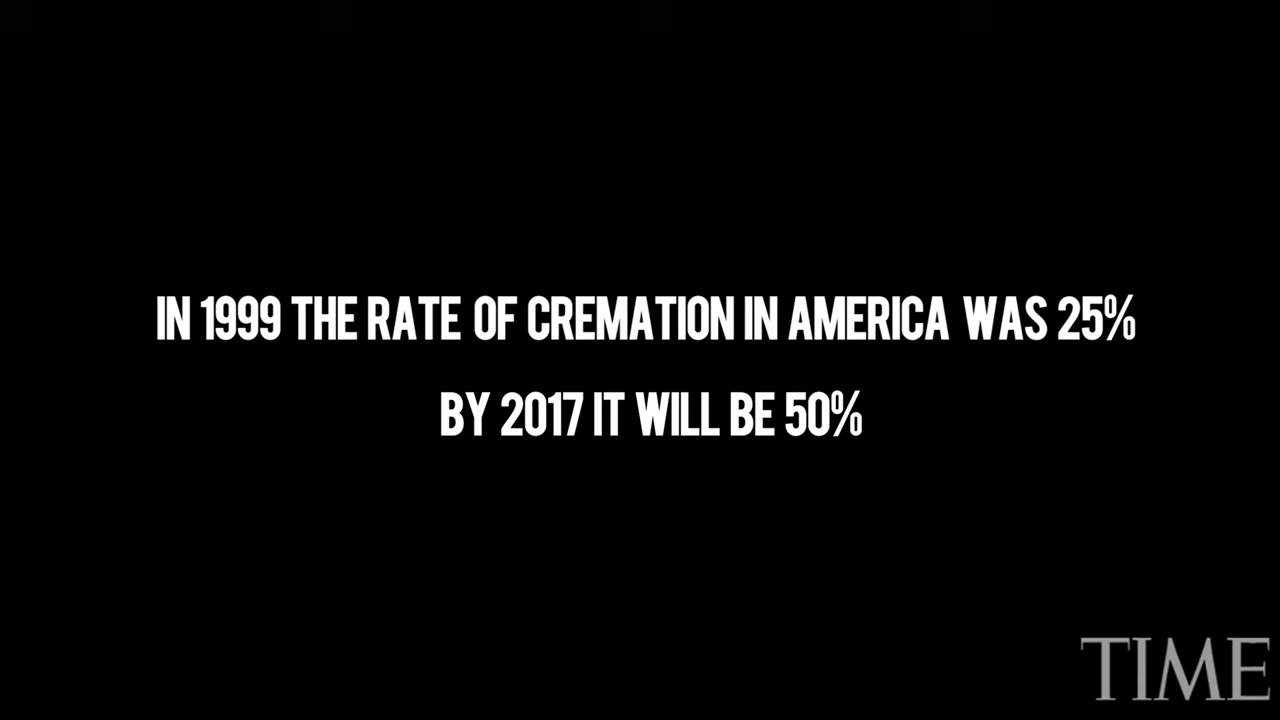 IN 1999 THE RATE OF CREMATION IN AMERICA WAS 25%
BY 2017 IT WILL BE 50%
TIME